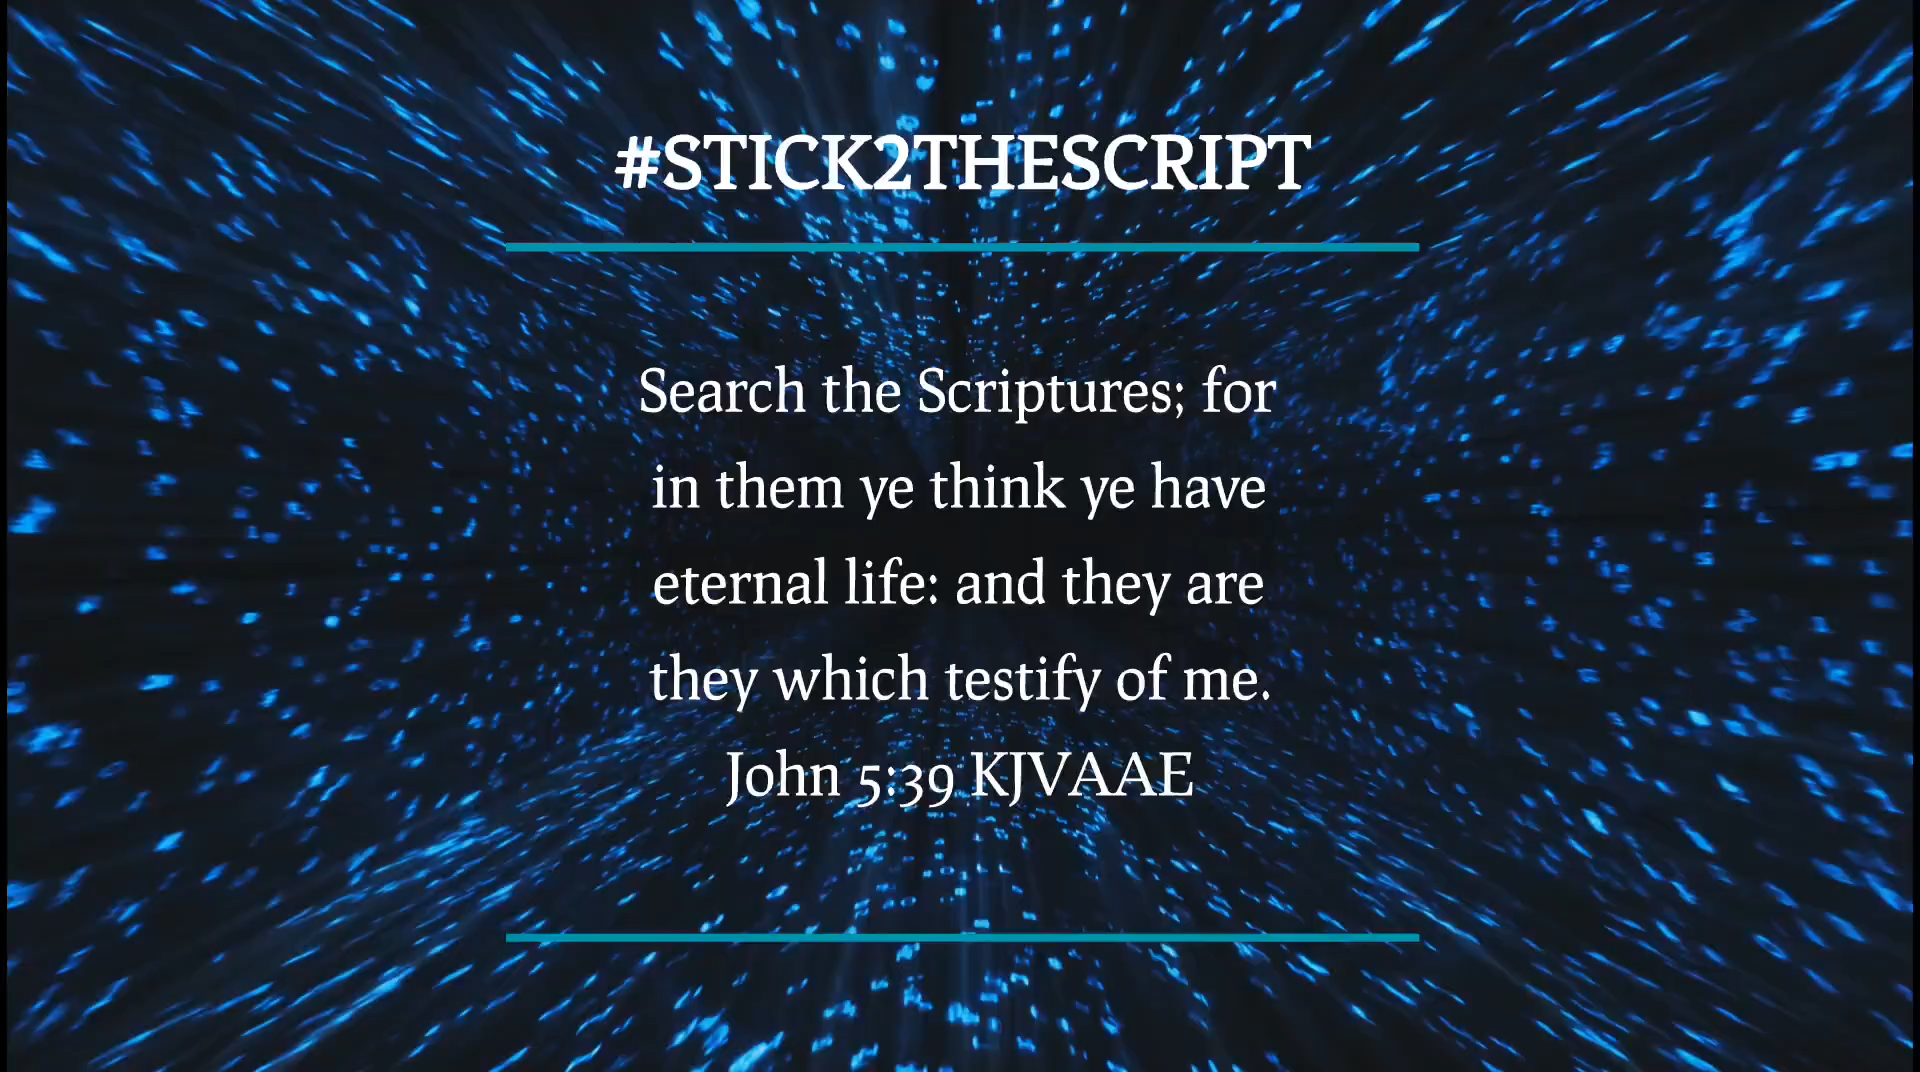 #STICK2THESCRIPT
Search the Scriptures; for
in them ye think ye have
eternal life: and they are
they which testify of me.
John 5:39 KJVAAE